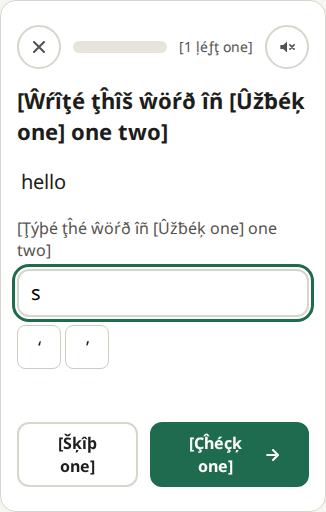 [1 ļéƒţ one]
[Ŵŕîţé ţĥîš ŵöŕð îñ [Ûžƀéķ
one] one two]
hello
[Ţýþé ţĥé ŵöŕð îñ [Ûžƀéķ one] one
two]
s
‘ ’
[Šķîþ
one]
[Çĥéçķ
one]